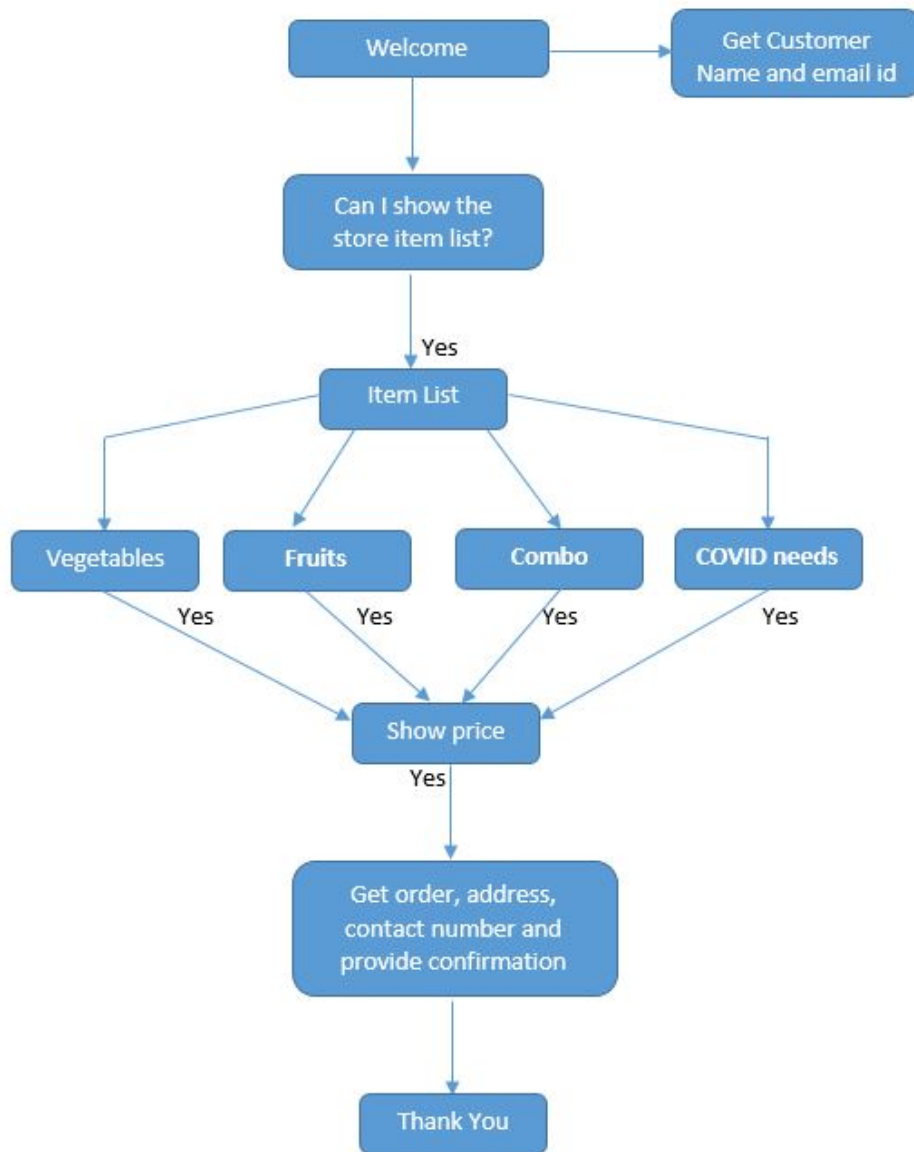 Welcome
Get Customer
Name and email id
Can I show the
store item list?
Yes
Item List
Vegetables
Fruits
Combo
COVID needs
Yes
Yes
Yes
Yes
Show price
Yes
Get order, address,
contact number and
provide confirmation
Thank You